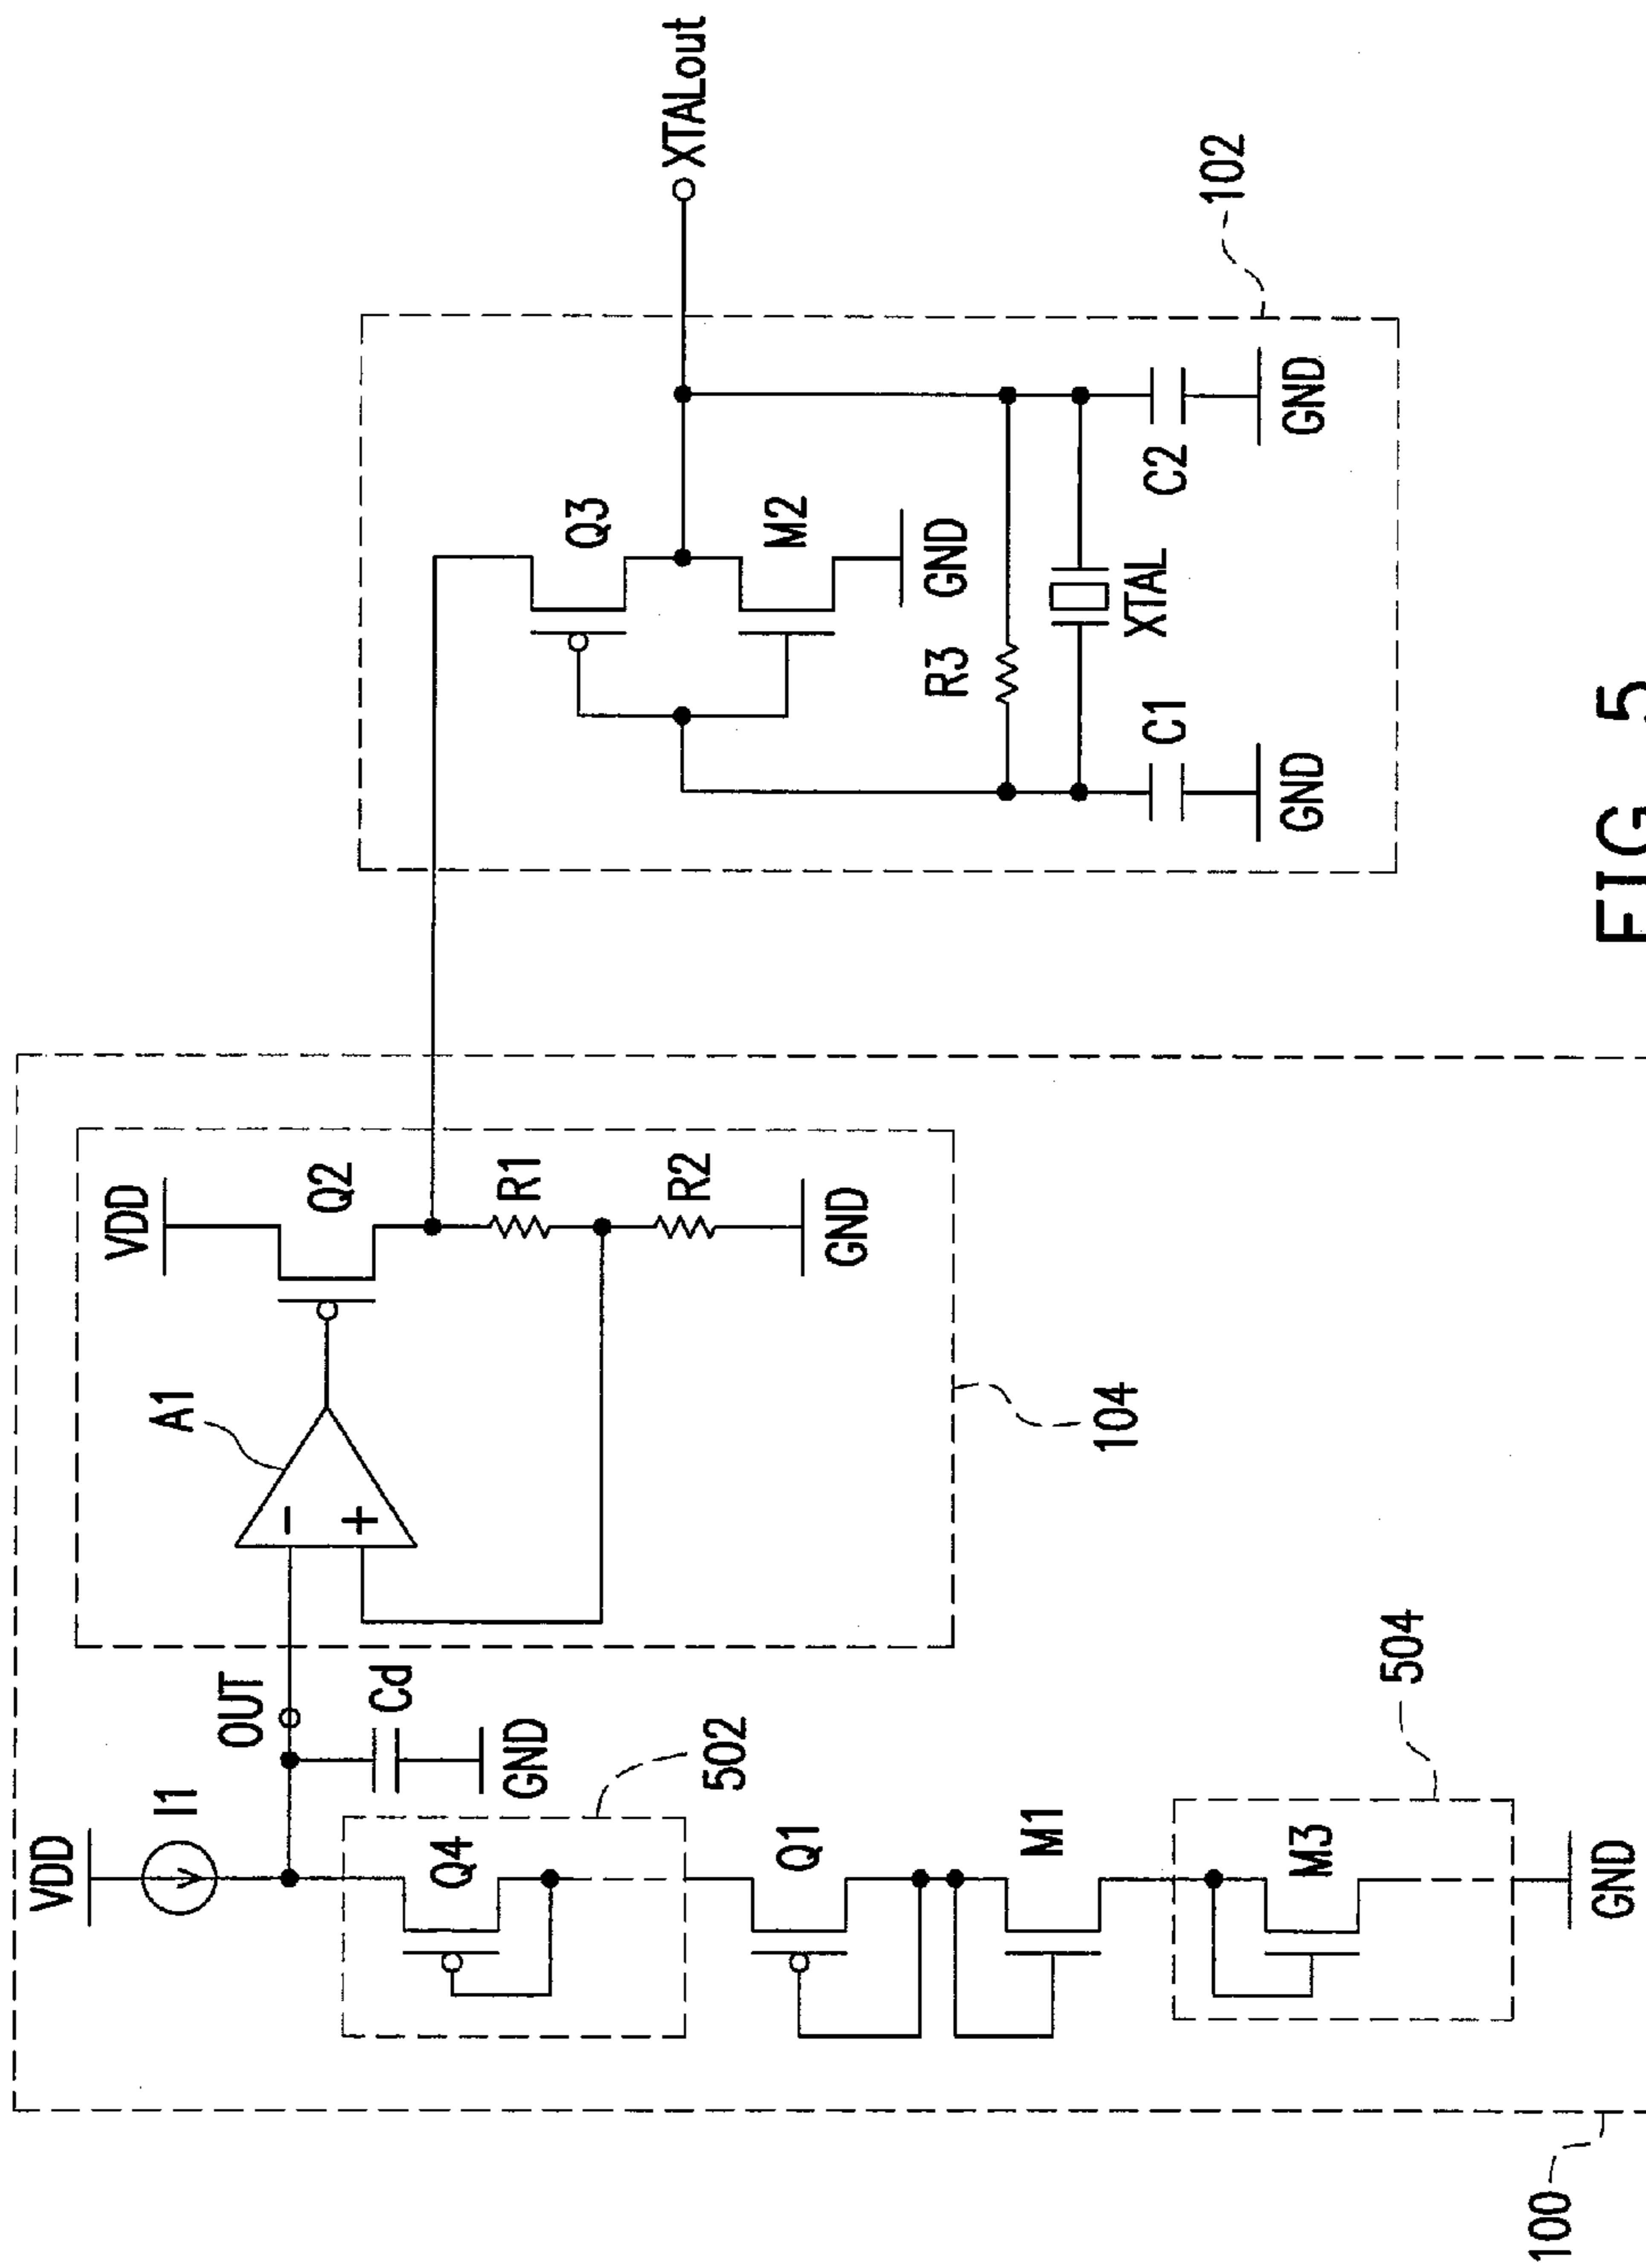 VDD
I1
OUT
Cd
GND
Q4
502
Q1
M1
M3
504
GND
100
A1
-
+
VDD
Q2
R1
R2
GND
104
Q3
M2
GND
R3
XTAL
C1
GND
C2
GND
102
XTALout
FIG. 5